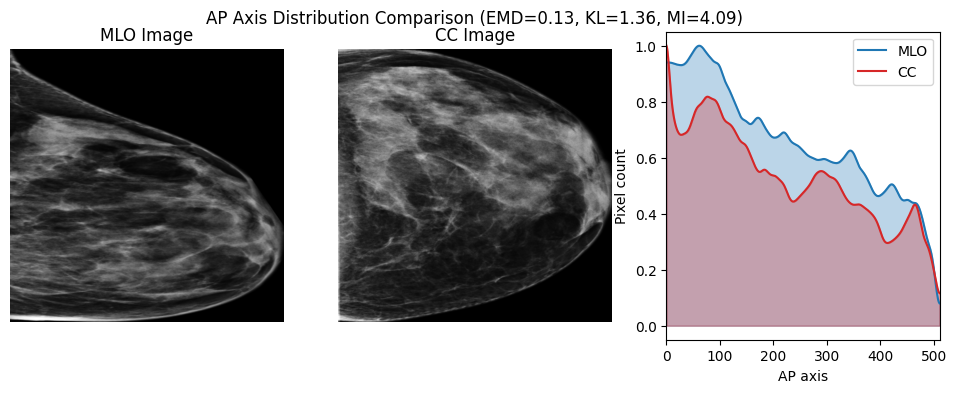 AP Axis Distribution Comparison (EMD=0.13, KL=1.36, MI=4.09)
MLO Image
CC Image
MLO
CC
Pixel count
1.0
0.8
0.6
0.4
0.2
0.0
0 100 200 300 400 500
AP axis